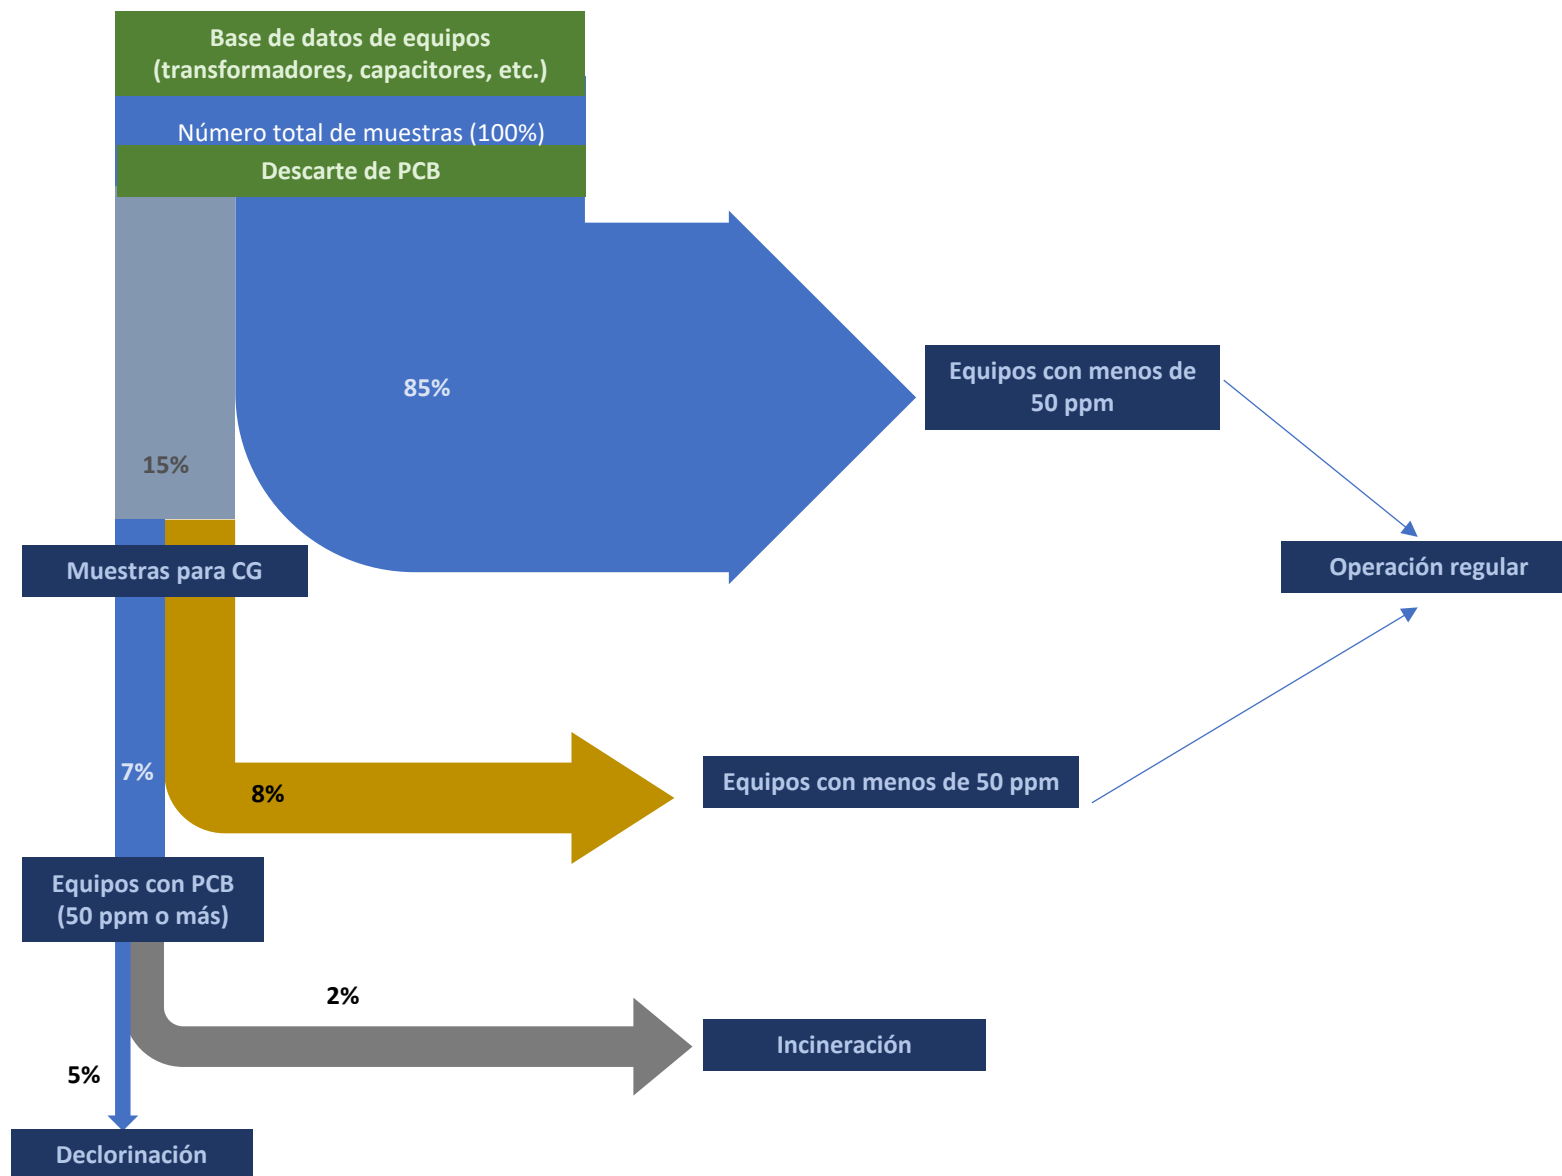 Base de datos de equipos
(transformadores, capacitores, etc.)
Número total de muestras (100%)
Descarte de PCB
85%
Equipos con menos de
50 ppm
15%
Muestras para CG
Operación regular
7%
8%
Equipos con menos de 50 ppm
Equipos con PCB
(50 ppm o más)
2%
Incineración
5%
Declorinación